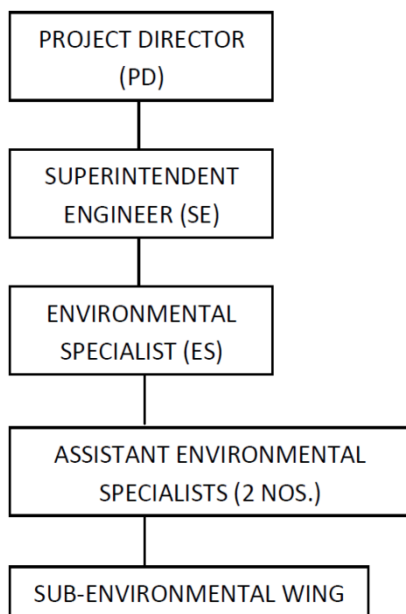 PROJECT DIRECTOR
(PD)
SUPERINTENDENT
ENGINEER (SE)
ENVIRONMENTAL
SPECIALIST (ES)
ASSISTANT ENVIRONMENTAL
SPECIALISTS (2 NOS.)
SUB-ENVIRONMENTAL WING